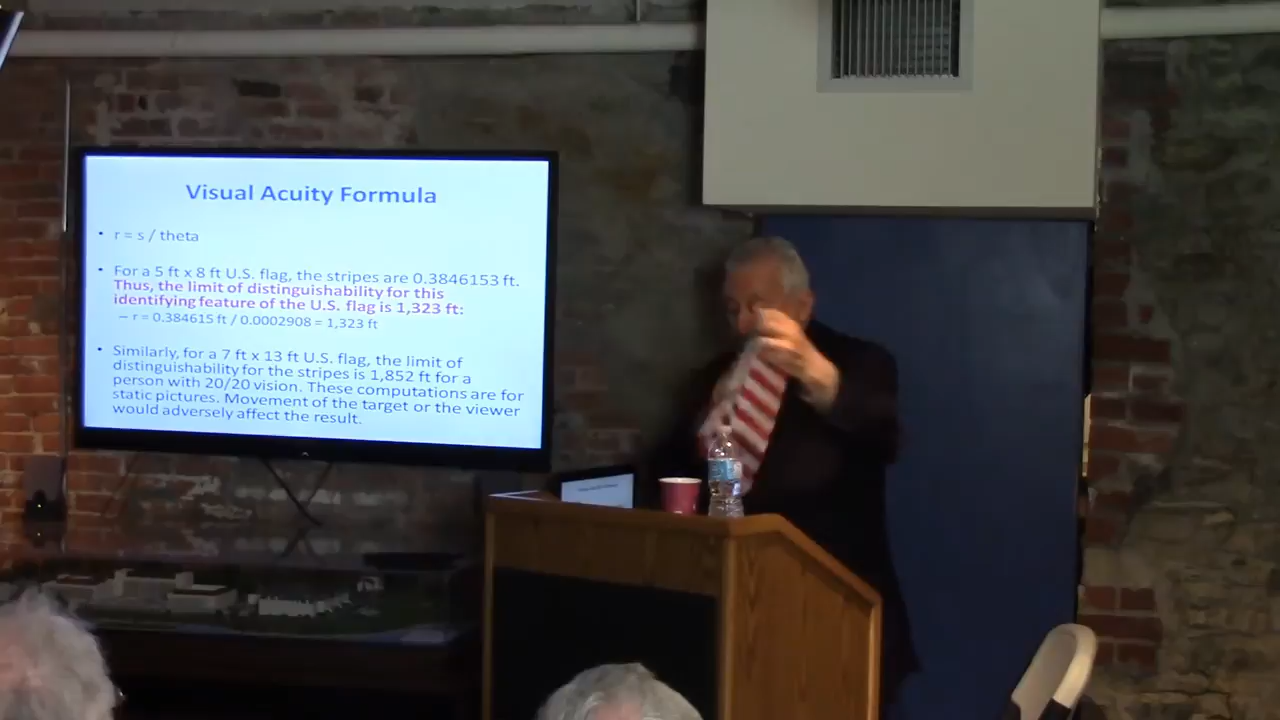 Visual Acuity Formula
• r = s / theta
• For a 5 ft x 8 ft U.S. flag, the stripes are 0.3846153 ft.
Thus, the limit of distinguishability for this
identifying feature of the U.S. flag is 1,323 ft:
– r = 0.384615 ft / 0.0002908 = 1,323 ft
• Similarly, for a 7 ft x 13 ft U.S. flag, the limit of
distinguishability for the stripes is 1,852 ft for a
person with 20/20 vision. These computations are for
static pictures. Movement of the target or the viewer
would adversely affect the result.